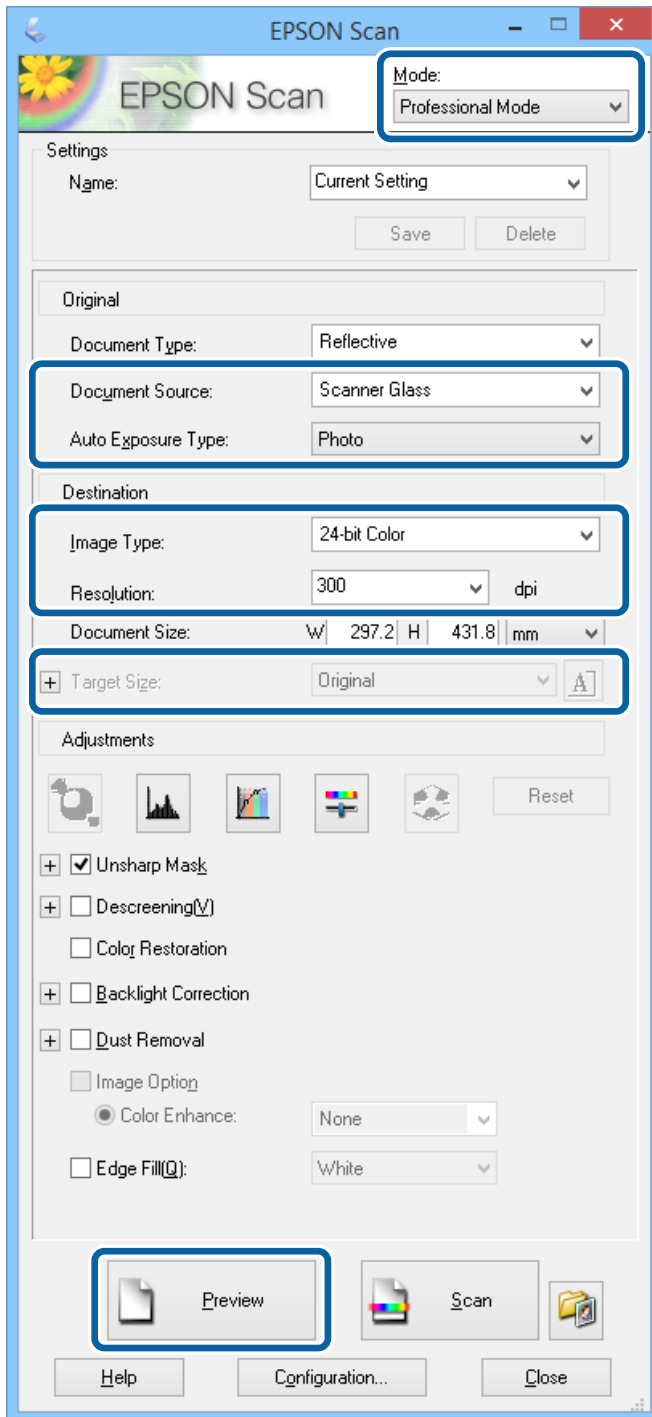 EPSON Scan
EPSON Scan
Mode:
Professional Mode
Settings
Name: Current Setting
Save Delete
Original
Document Type: Reflective
Document Source: Scanner Glass
Auto Exposure Type: Photo
Destination
Image Type: 24-bit Color
Resolution: 300 dpi
Document Size: W 297.2 H 431.8 mm
+ Target Size: Original A
Adjustments
Reset
+ Unsharp Mask
+ Descreening(V)
Color Restoration
+ Backlight Correction
+ Dust Removal
Image Option
Color Enhance: None
Edge Fill(Q): White
Preview Scan
Help Configuration... Close